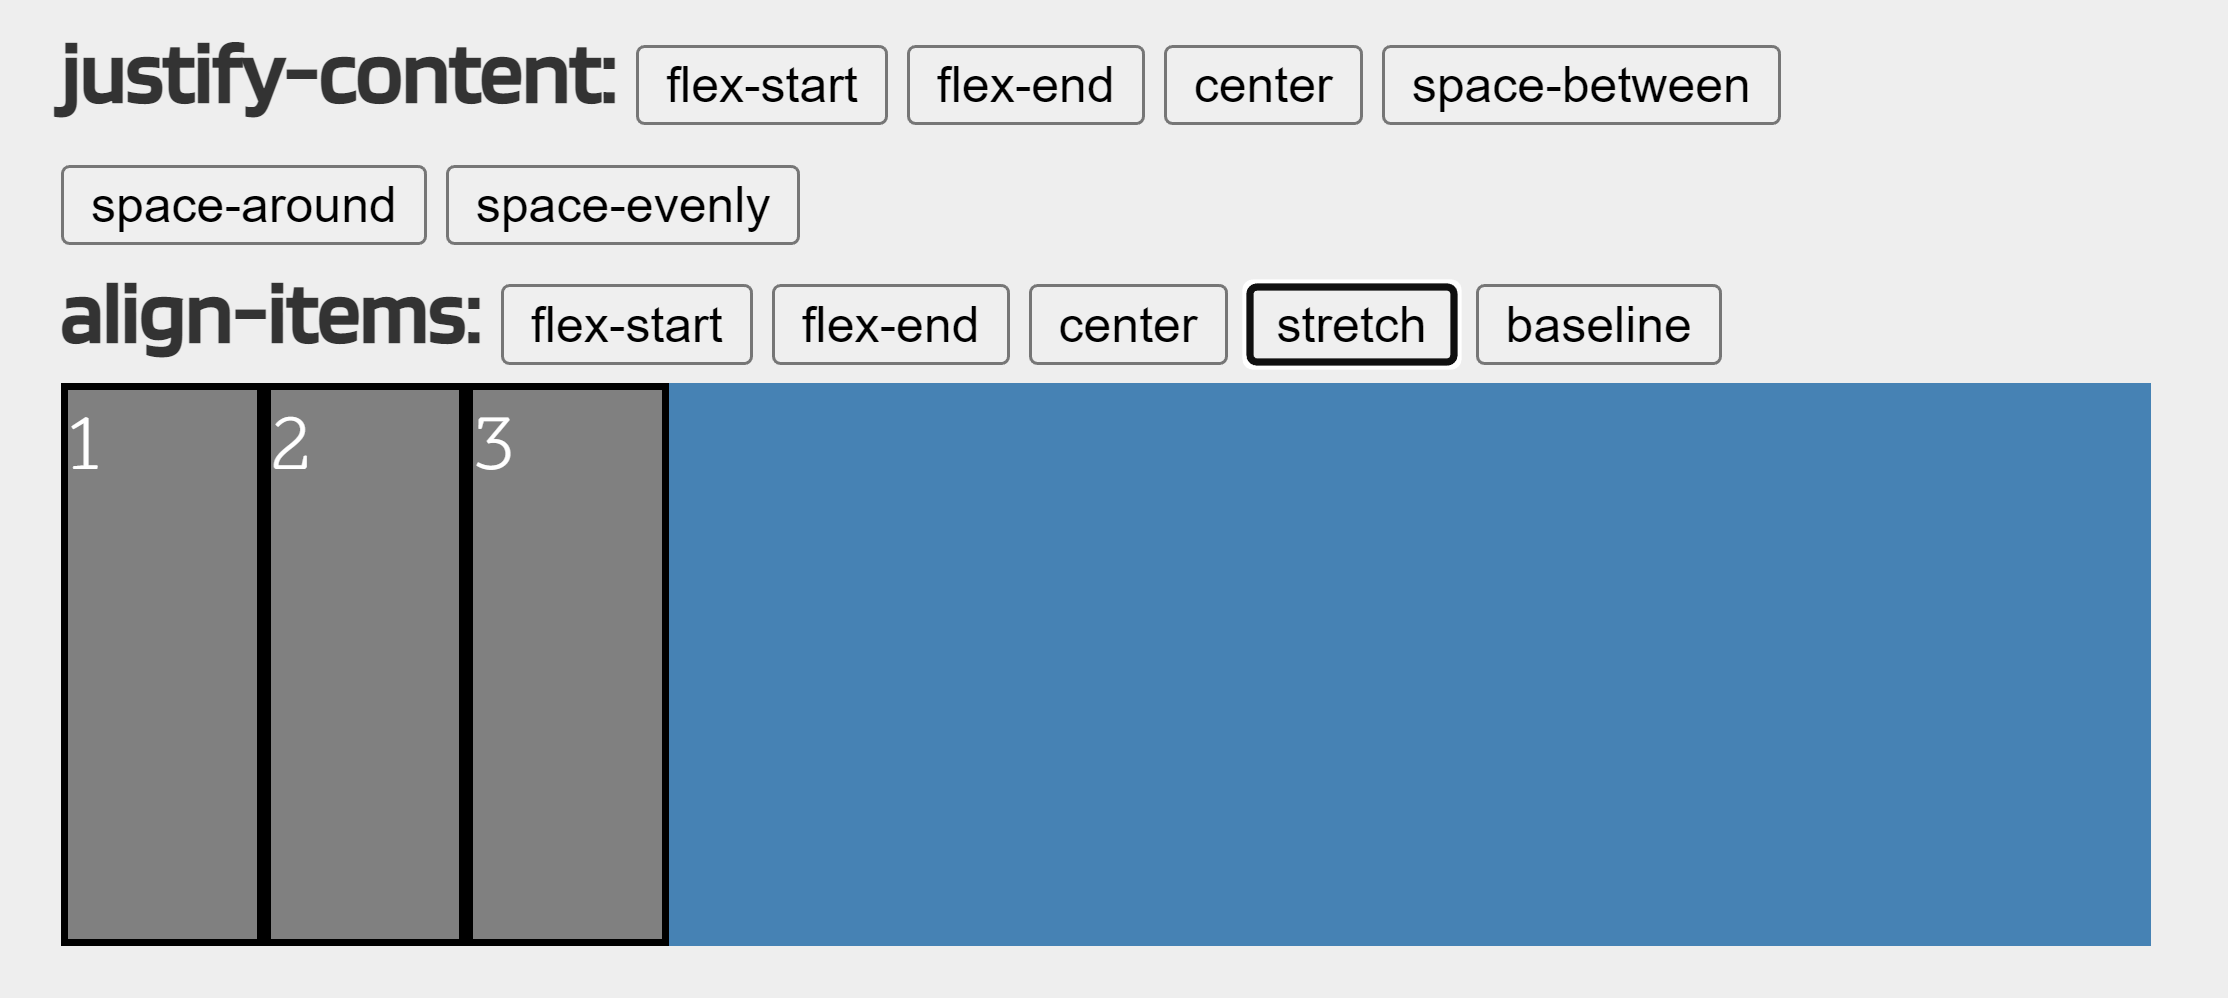 justify-content: flex-start flex-end center space-between
space-around space-evenly
align-items: flex-start flex-end center stretch baseline
1 2 3